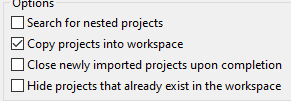 Options
Search for nested projects
Copy projects into workspace
Close newly imported projects upon completion
Hide projects that already exist in the workspace